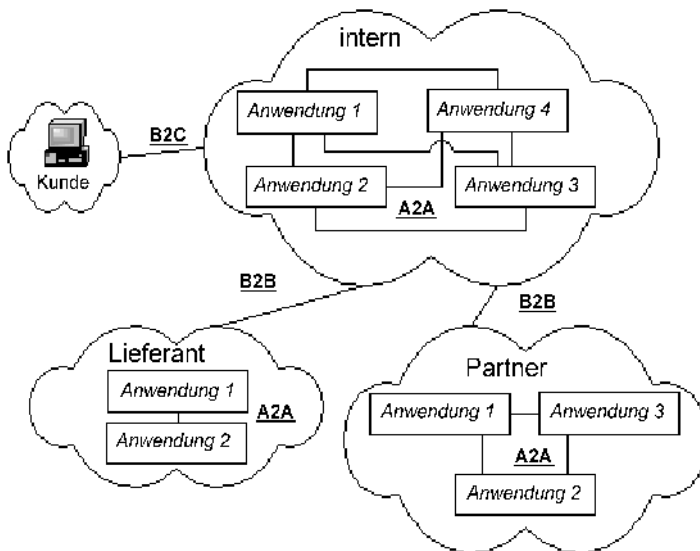 intern
Anwendung 1
Anwendung 4
B2C
Kunde
Anwendung 2
Anwendung 3
A2A
B2B
B2B
Lieferant
Anwendung 1
A2A
Anwendung 2
Partner
Anwendung 1
Anwendung 3
A2A
Anwendung 2